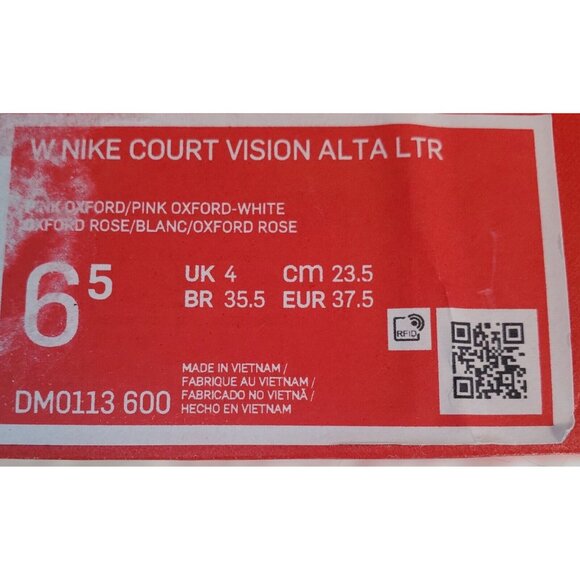 W NIKE COURT VISION ALTA LTR
PINK OXFORD/PINK OXFORD-WHITE
OXFORD ROSE/BLANC/OXFORD ROSE
6 5
UK 4 cm 23.5
BR 35.5 EUR 37.5
RFID
MADE IN VIETNAM /
FABRIQUE AU VIETNAM /
FABRICADO NO VIETNÃ /
HECHO EN VIETNAM
DM0113 600